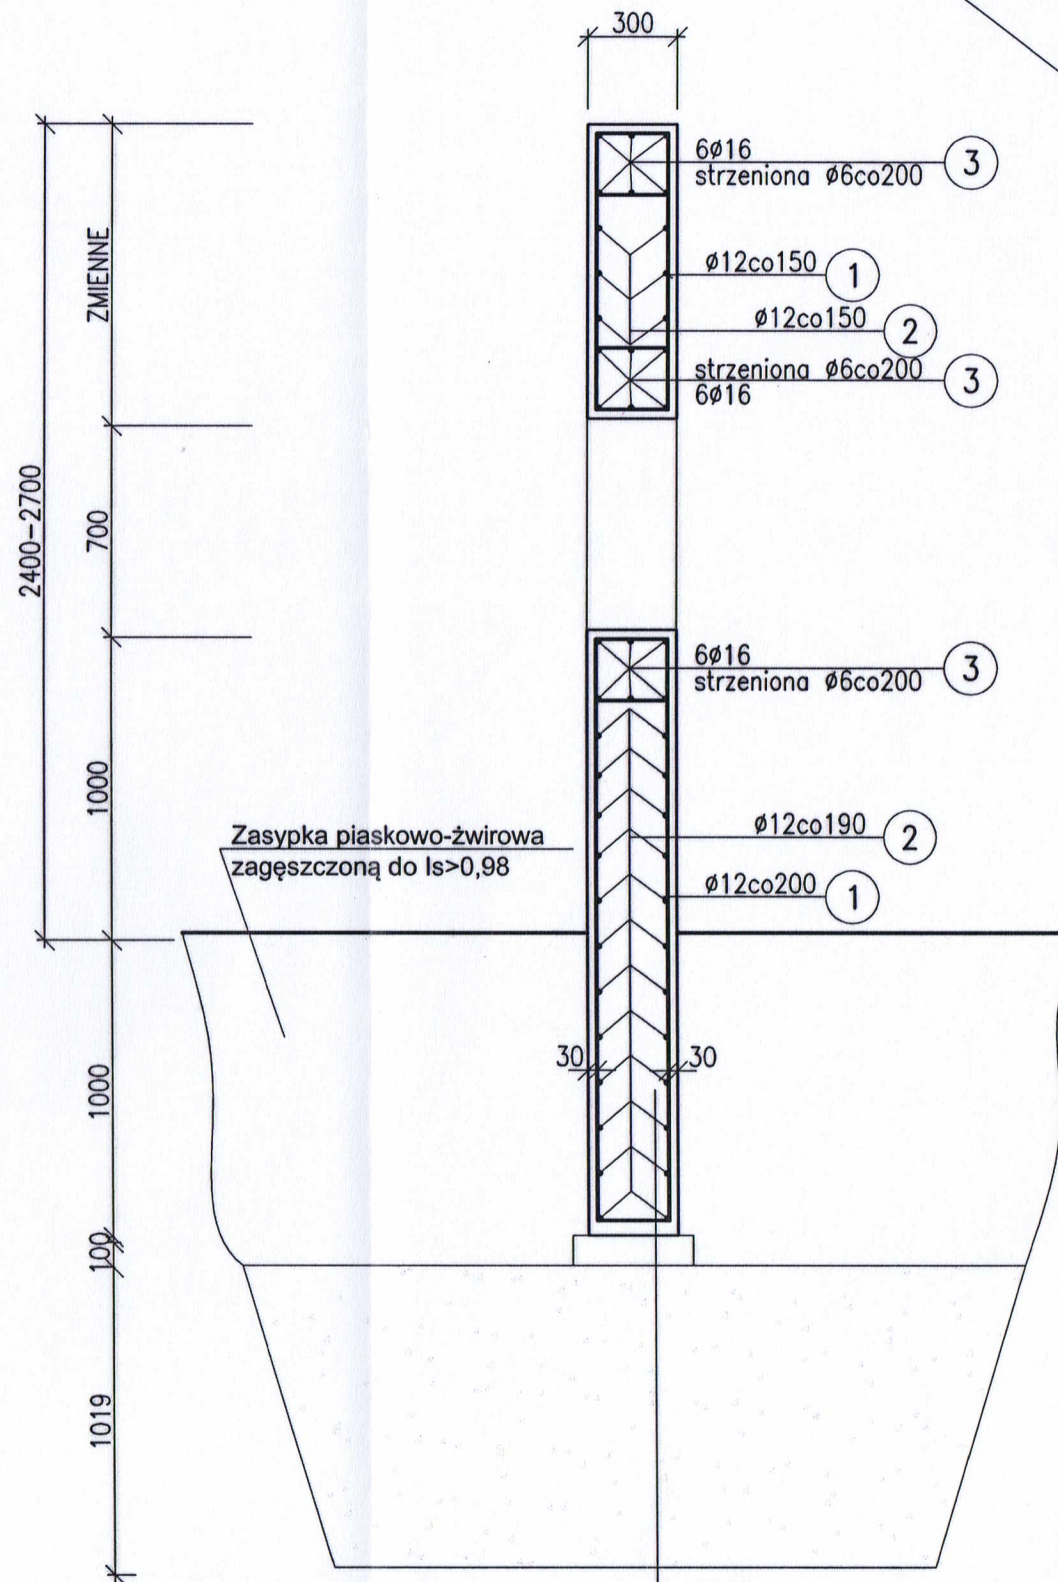 300
6ø16
strzeniona ø6co200
3
ø12co150
1
ø12co150
2
strzeniona ø6co200
6ø16
3
ZMIENNE
2400-2700
700
6ø16
strzeniona ø6co200
3
1000
Zasypka piaskowo-żwirowa
zagęszczoną do Is>0,98
ø12co190
2
ø12co200
1
30
30
1000
100
1019